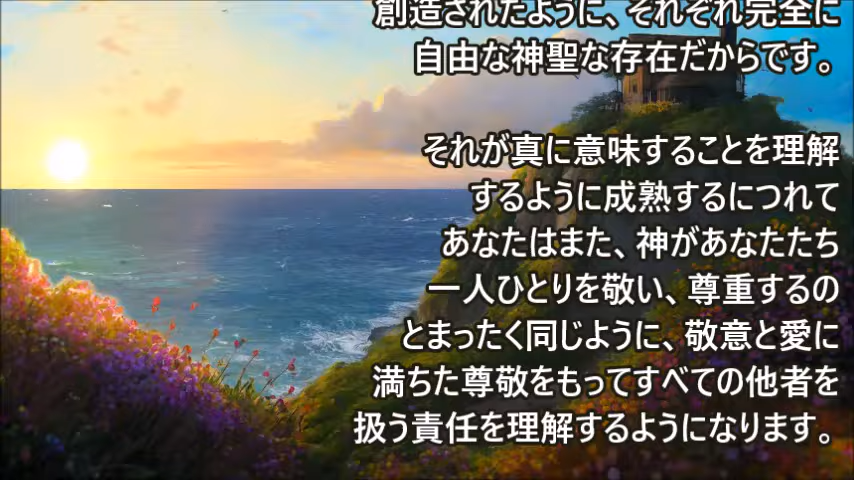 創造されたように、それぞれ完全に
自由な神聖な存在だからです。
それが真に意味することを理解
するように成熟するにつれて
あなたはまた、神があなたたち
一人ひとりを敬い、尊重するの
とまったく同じように、敬意と愛に
満ちた尊敬をもってすべての他者を
扱う責任を理解するようになります。